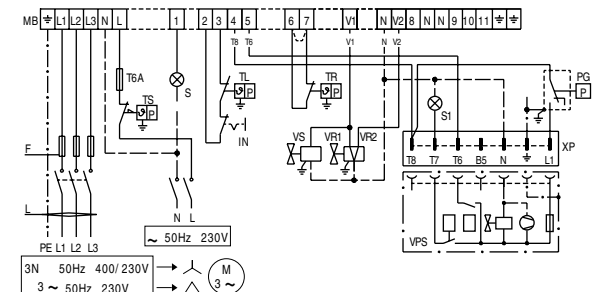 MB L1 L2 L3 N L 1 2 3 4 5 6 7 V1 N V2 8 N N 9 10 11
T8 T6 V1 N V2
T6A
TS
P
S
TL
P
IN
TR
P
S1
PG
P
VS VR1 VR2
F
XP
T8 T7 T6 B5 N L1
L
N L
VPS
~ 50Hz 230V
PE L1 L2 L3
3N 50Hz 400/230V
3 ~ 50Hz 230V
M
3 ~